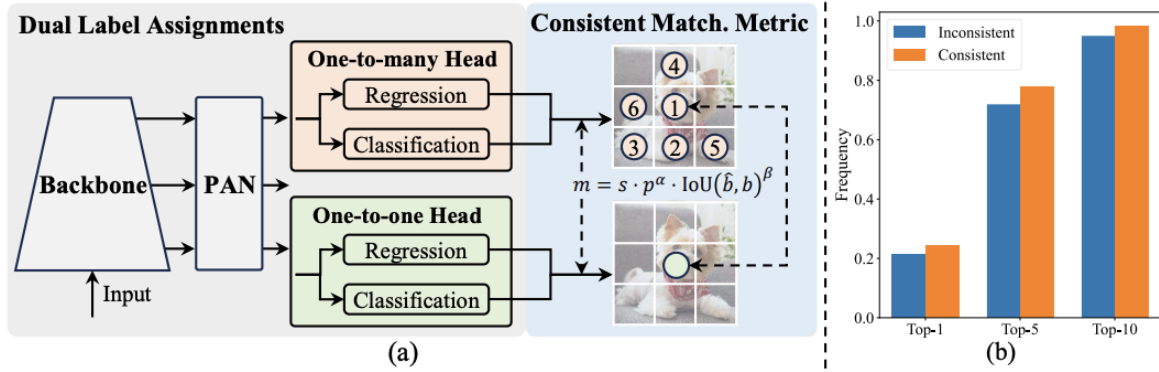 Dual Label Assignments
Consistent Match. Metric
One-to-many Head
Regression
Classification
Backbone
PAN
One-to-one Head
Regression
Classification
Input
4
6 1
3 2 5
m = s · p^α · IoU(b̂, b)^β
(a)
Inconsistent
Consistent
Frequency
1.0
0.8
0.6
0.4
0.2
0.0
Top-1 Top-5 Top-10
(b)